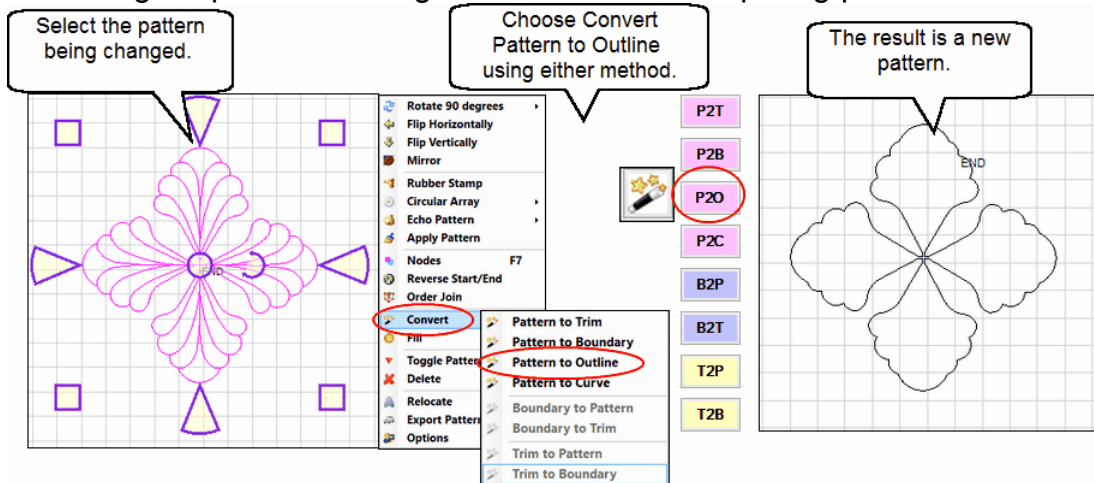 Select the pattern
being changed.
Choose Convert
Pattern to Outline
using either method.
The result is a new
pattern.
END
Rotate 90 degrees
Flip Horizontally
Flip Vertically
Mirror
Rubber Stamp
Circular Array
Echo Pattern
Apply Pattern
Nodes F7
Reverse Start/End
Order Join
Convert
Fill
Toggle Patter
Delete
Relocate
Export Patter
Options
Pattern to Trim
Pattern to Boundary
Pattern to Outline
Pattern to Curve
Boundary to Pattern
Boundary to Trim
Trim to Pattern
Trim to Boundary
P2T
P2B
P2O
P2C
B2P
B2T
T2P
T2B
END